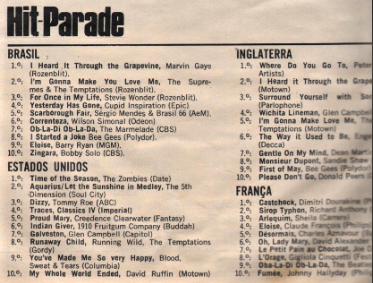 Hit-Parade
BRASIL
1.º: I Heard It Through the Grapevine, Marvin Gaye
(Rozenblit).
2.º: I'm Gonna Make You Love Me, The Supre-
mes & The Temptations (Rozenblit).
3.º: For Once in My Life, Stevie Wonder (Rozenblit).
4.º: Yesterday Has Gone, Cupid Inspiration (Epic)
5.º: Scarborough Fair, Sérgio Mendes & Brasil 66 (AeM).
6.º: Correnteza, Wilson Simonal (Odeon)
7.º: Ob-La-Di Ob-La-Da, The Marmelade (CBS)
8.º: I Started a Joke Bee Gees (Polydor).
9.º: Eloise, Barry Ryan (MGM).
10.º: Zingara, Bobby Solo (CBS).
ESTADOS UNIDOS
1.º: Time of the Season, The Zombies (Date)
2.º: Aquarius/Let the Sunshine in Medley, The 5th
Dimension (Soul City)
3.º: Dizzy, Tommy Roe (ABC)
4.º: Traces, Classics IV (Imperial)
5.º: Proud Mary, Creedence Clearwater (Fantasy)
6.º: Indian Giver, 1910 Fruitgum Company (Buddah)
7.º: Galveston, Glen Campbell (Capitol)
8.º: Runaway Child, Running Wild, The Temptations
(Gordy)
9.º: You've Made Me So very Happy, Blood,
Sweat & Tears (Columbia)
10.º: My Whole World Ended, David Ruffin (Motown)
INGLATERRA
1.º: Where Do You Go To, Peter
Artists)
2.º: I Heard it Through the Grape
(Motown)
3.º: Surround Yourself with
(Parlophone)
4.º: Wichita Lineman, Glen Campbel
5.º: I'm Gonna Make Me, The
Temptations (Motown)
6.º: The Way it Used to Be,
(Decca)
7.º: Gentle On My Mind, Dean
8.º: Monsieur Dupont, Sandie Shaw
9.º: First of May, Bee Gees (Polydor)
10.º: Please Don't Go, Donald Peers
FRANÇA
1.º: Castchock, Dimitri
2.º: Sirop Typhon, Richard Anthony
3.º: Arlequim, Sheila (Carrere)
4.º: Eloise, Claude François
5.º: Désormais, Charles Aznavour
6.º: Oh, Lady Mary, David Alexander
7.º: Le Petit Pain au Chocolat, Joe
8.º: L'Orage, Gigliola Cinquetti
9.º: Oba-La-Di Ob-La-Da, The Beatles
10.º: Fumée, Johnny Hallyday